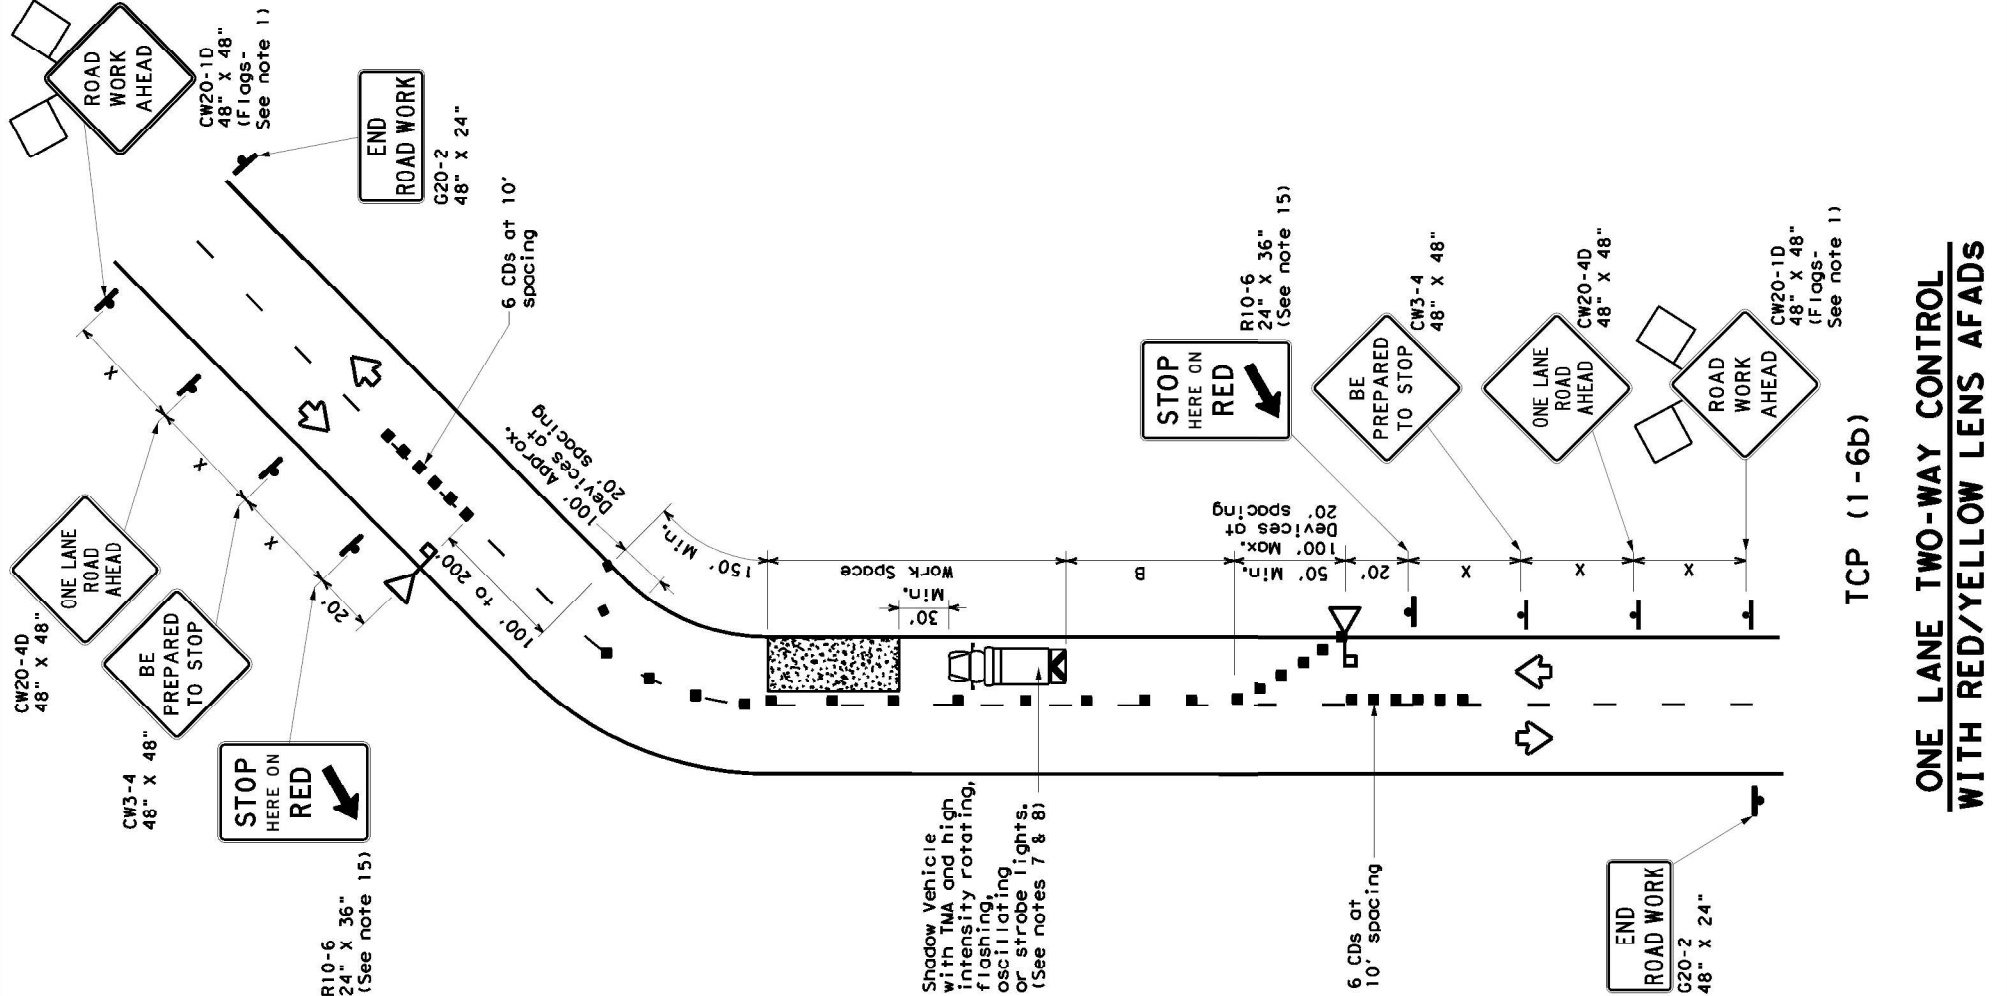 ROAD
WORK
AHEAD
CW20-1D
48" X 48"
(Flags-
See note 1)
END
ROAD WORK
G20-2
48" X 24"
6 CDs at 10'
spacing
ONE LANE
ROAD
AHEAD
CW20-4D
48" X 48"
BE
PREPARED
TO STOP
CW3-4
48" X 48"
STOP
HERE ON
RED
R10-6
24" X 36"
(See note 15)
X
X
X
20'
100' to 200'
100' Approx.
Devices at
20' spacing
150' Min.
Work Space
30'
Min.
B
50' Min.
100' Max.
Devices at
20' spacing
20'
X
X
X
Shadow Vehicle
with TMA and high
intensity rotating,
flashing,
oscillating
or strobe lights.
(See notes 7 & 8)
6 CDs at
10' spacing
STOP
HERE ON
RED
R10-6
24" X 36"
(See note 15)
BE
PREPARED
TO STOP
CW3-4
48" X 48"
ONE LANE
ROAD
AHEAD
CW20-4D
48" X 48"
ROAD
WORK
AHEAD
CW20-1D
48" X 48"
(Flags-
See note 1)
END
ROAD WORK
G20-2
48" X 24"
TCP (1-6b)
ONE LANE TWO-WAY CONTROL
WITH RED/YELLOW LENS AFADs